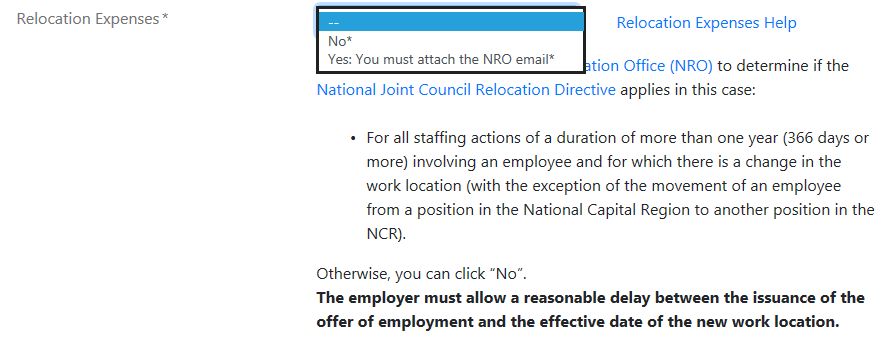 Relocation Expenses*
--
Relocation Expenses Help
No*
Yes: You must attach the NRO email*
ation Office (NRO) to determine if the
National Joint Council Relocation Directive applies in this case:
• For all staffing actions of a duration of more than one year (366 days or
more) involving an employee and for which there is a change in the
work location (with the exception of the movement of an employee
from a position in the National Capital Region to another position in the
NCR).
Otherwise, you can click “No”.
The employer must allow a reasonable delay between the issuance of the
offer of employment and the effective date of the new work location.